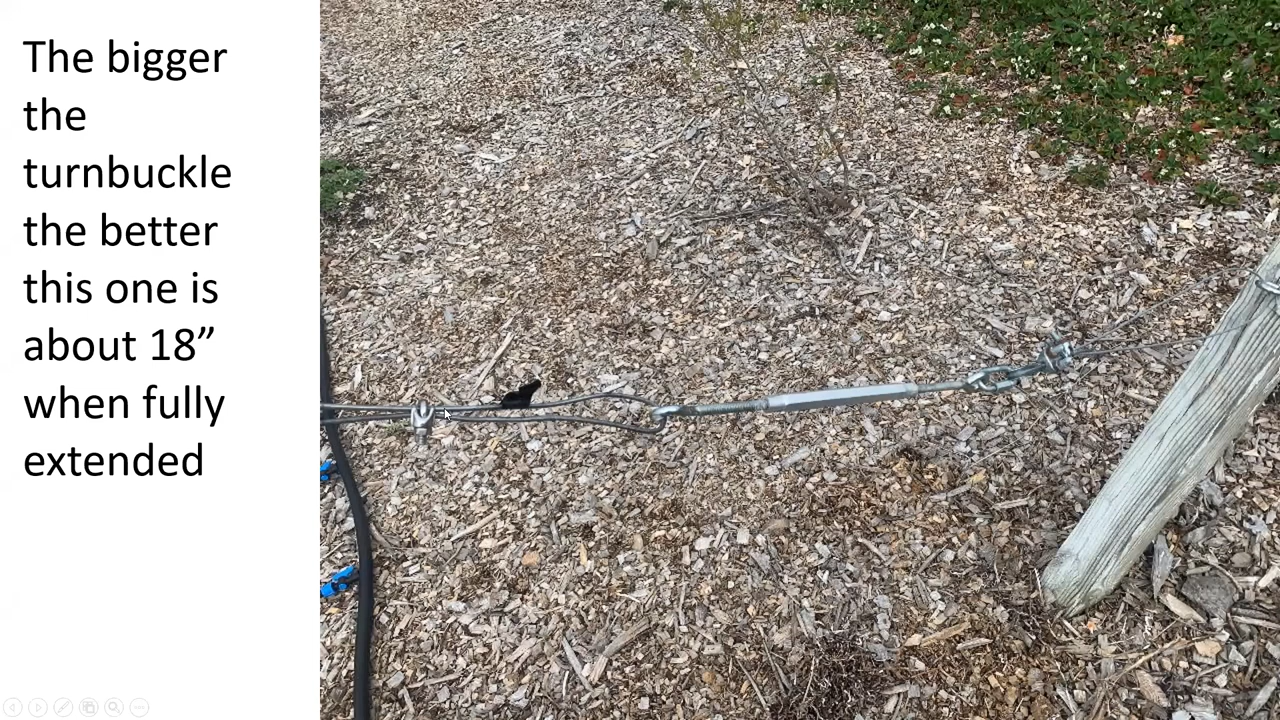 The bigger
the
turnbuckle
the better
this one is
about 18”
when fully
extended